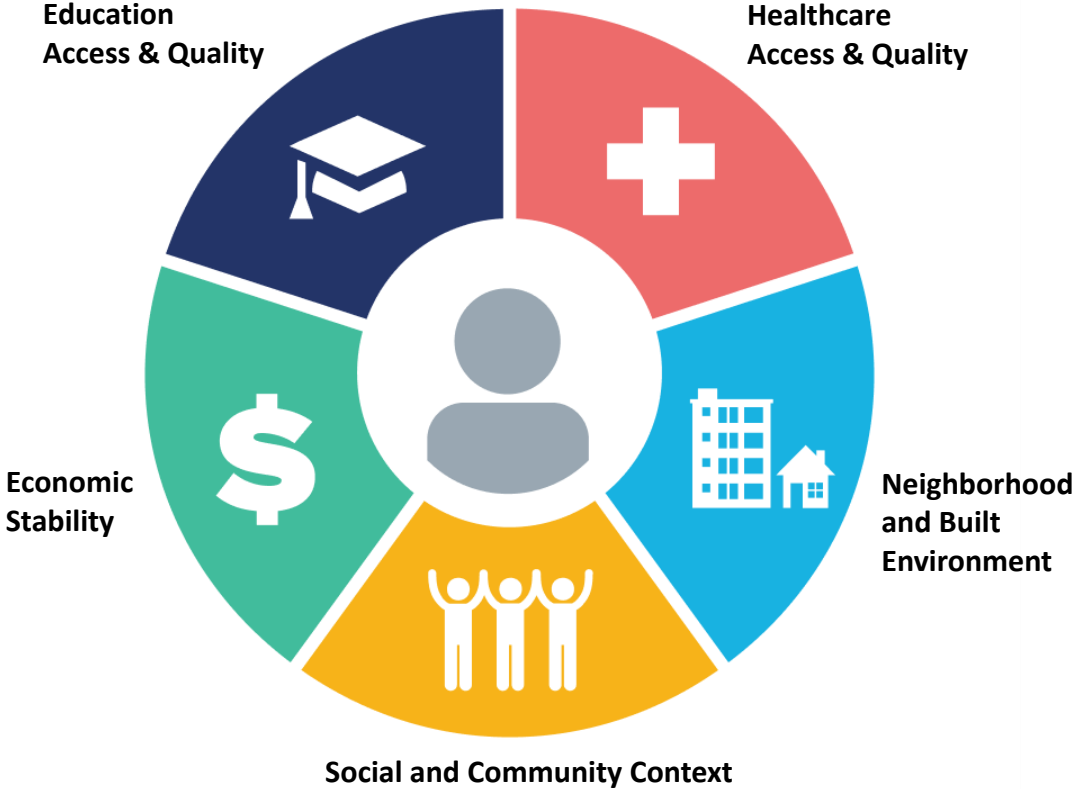 Education
Access & Quality
Healthcare
Access & Quality
Economic
Stability
Neighborhood
and Built
Environment
Social and Community Context